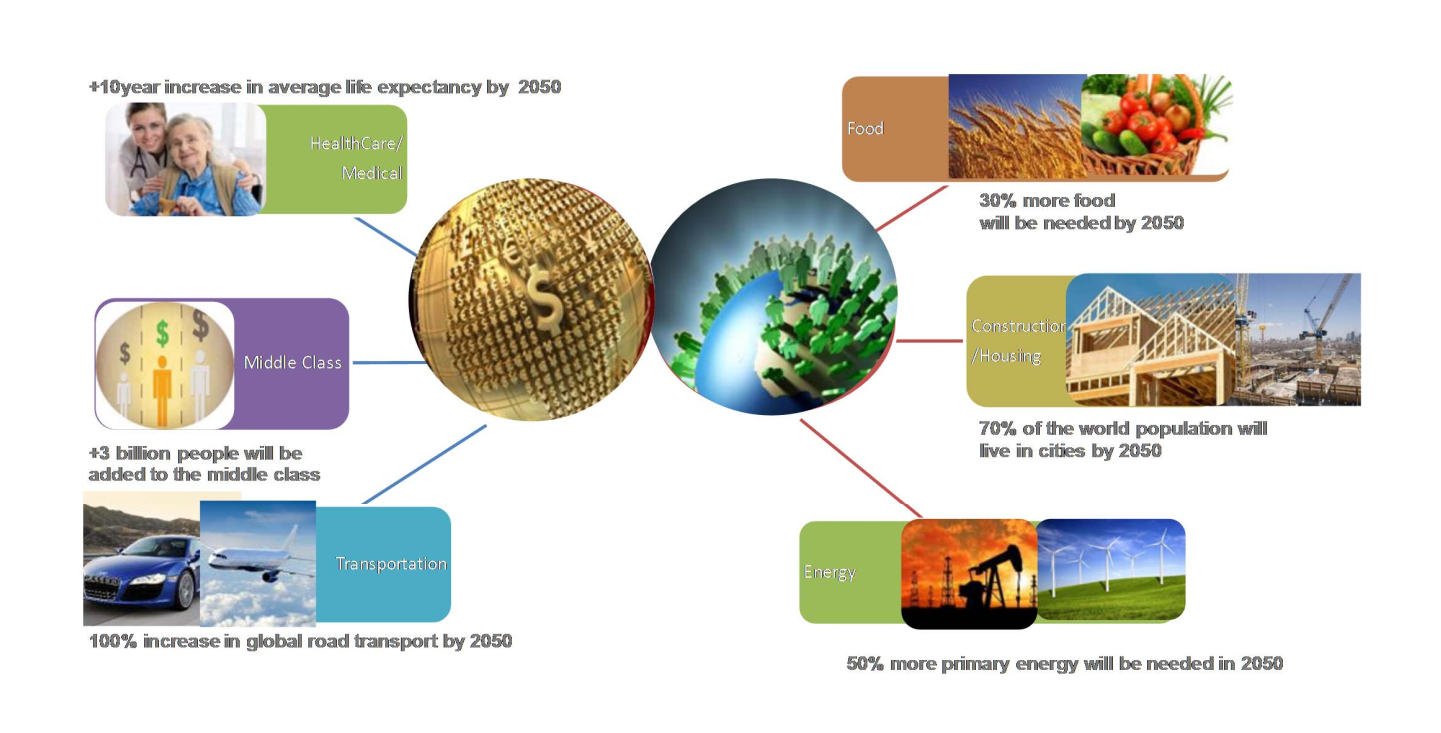 +10year increase in average life expectancy by 2050
HealthCare/
Medical
Middle Class
+3 billion people will be
added to the middle class
Transportation
100% increase in global road transport by 2050
Food
30% more food
will be needed by 2050
Construction
/Housing
70% of the world population will
live in cities by 2050
Energy
50% more primary energy will be needed in 2050
$
$
$
$
€